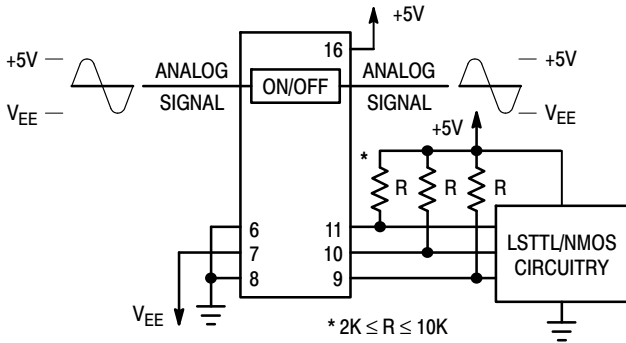 +5V
16
+5V
V_EE
ANALOG
SIGNAL
ON/OFF
ANALOG
SIGNAL
+5V
V_EE
+5V
*
R R R
6 11
7 10
8 9
LSTTL/NMOS
CIRCUITRY
V_EE
* 2K ≤ R ≤ 10K